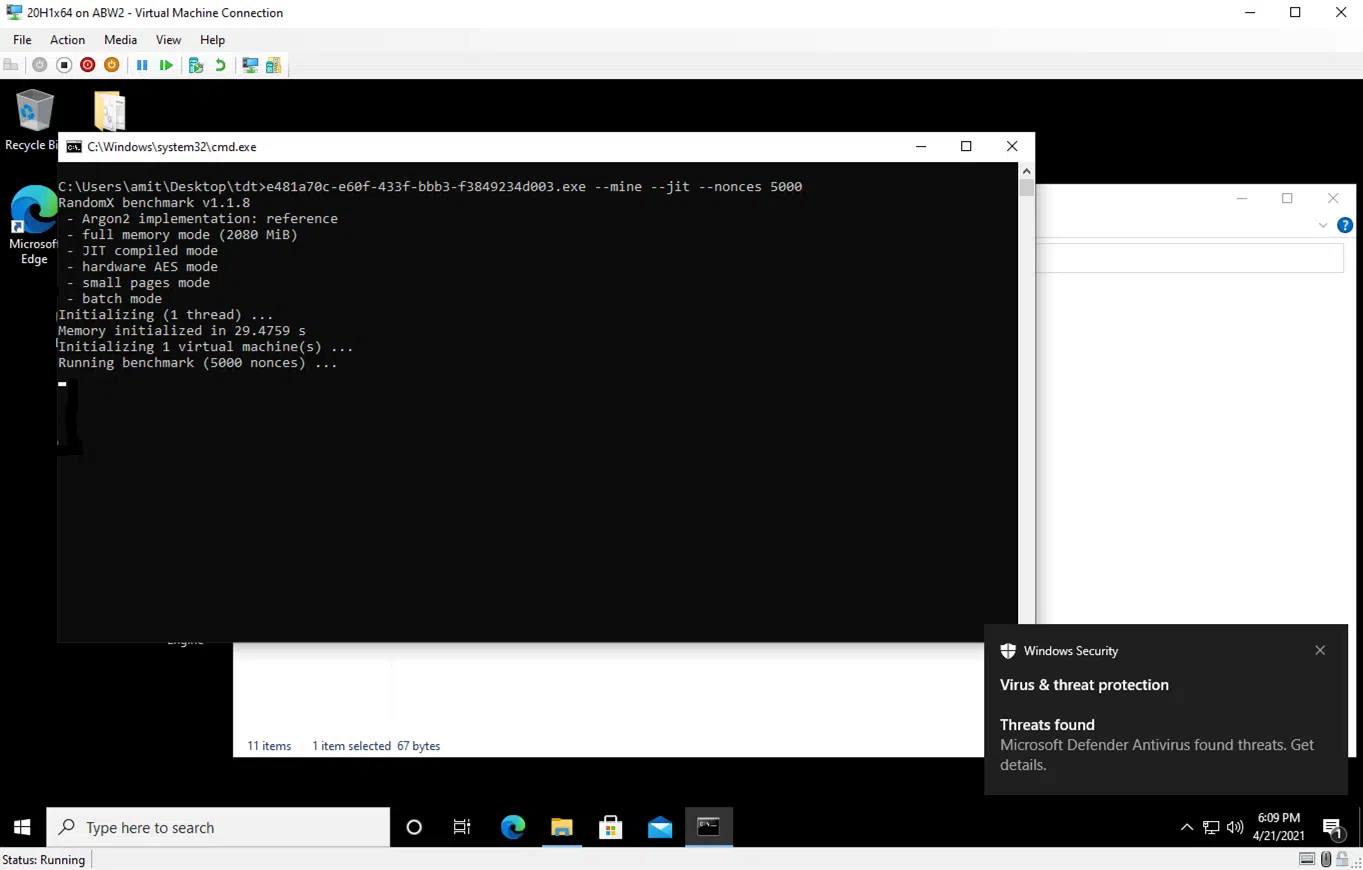 20H1x64 on ABW2 - Virtual Machine Connection
File Action Media View Help
Recycle Bi
C:\Windows\system32\cmd.exe
C:\Users\amit\Desktop\tdt>e481a70c-e60f-433f-bbb3-f3849234d003.exe --mine --jit --nonces 5000
RandomX benchmark v1.1.8
- Argon2 implementation: reference
- full memory mode (2080 MiB)
- JIT compiled mode
- hardware AES mode
- small pages mode
- batch mode
Initializing (1 thread) ...
Memory initialized in 29.4759 s
Initializing 1 virtual machine(s) ...
Running benchmark (5000 nonces) ...
Microsof
Edge
Windows Security
Virus & threat protection
Threats found
Microsoft Defender Antivirus found threats. Get
details.
11 items 1 item selected 67 bytes
Type here to search
6:09 PM
4/21/2021
1
Status: Running